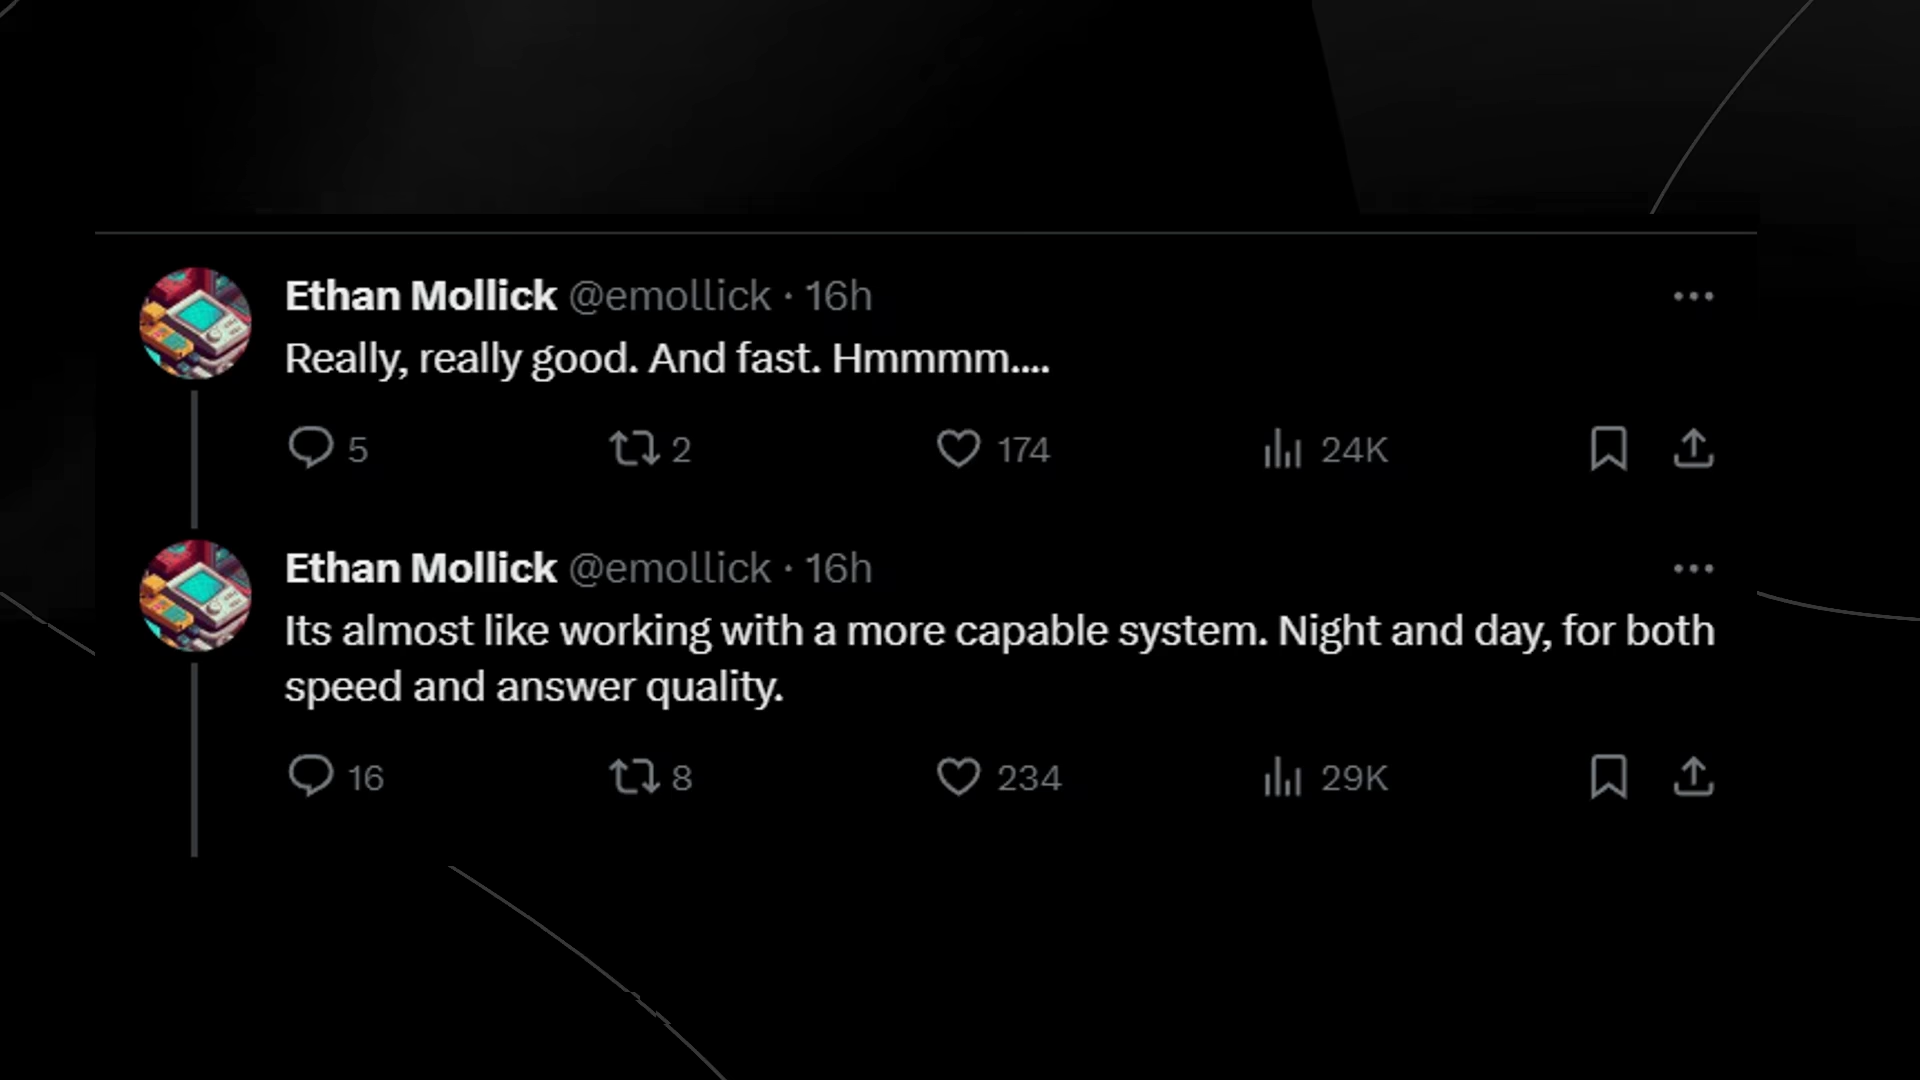 Ethan Mollick @emollick · 16h
Really, really good. And fast. Hmmmm....
5 2 174 24K
Ethan Mollick @emollick · 16h
Its almost like working with a more capable system. Night and day, for both
speed and answer quality.
16 8 234 29K